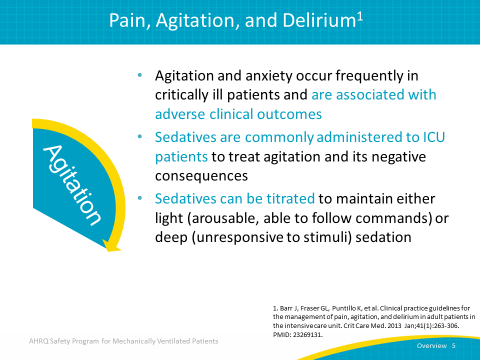 Pain, Agitation, and Delirium1
• Agitation and anxiety occur frequently in
critically ill patients and are associated with
adverse clinical outcomes
• Sedatives are commonly administered to ICU
patients to treat agitation and its negative
consequences
• Sedatives can be titrated to maintain either
light (arousable, able to follow commands) or
deep (unresponsive to stimuli) sedation
Agitation
1. Barr J, Fraser GL, Puntillo K, et al. Clinical practice guidelines for
the management of pain, agitation, and delirium in adult patients in
the intensive care unit. Crit Care Med. 2013 Jan;41(1):263-306.
PMID: 23269131.
AHRQ Safety Program for Mechanically Ventilated Patients
Overview 5